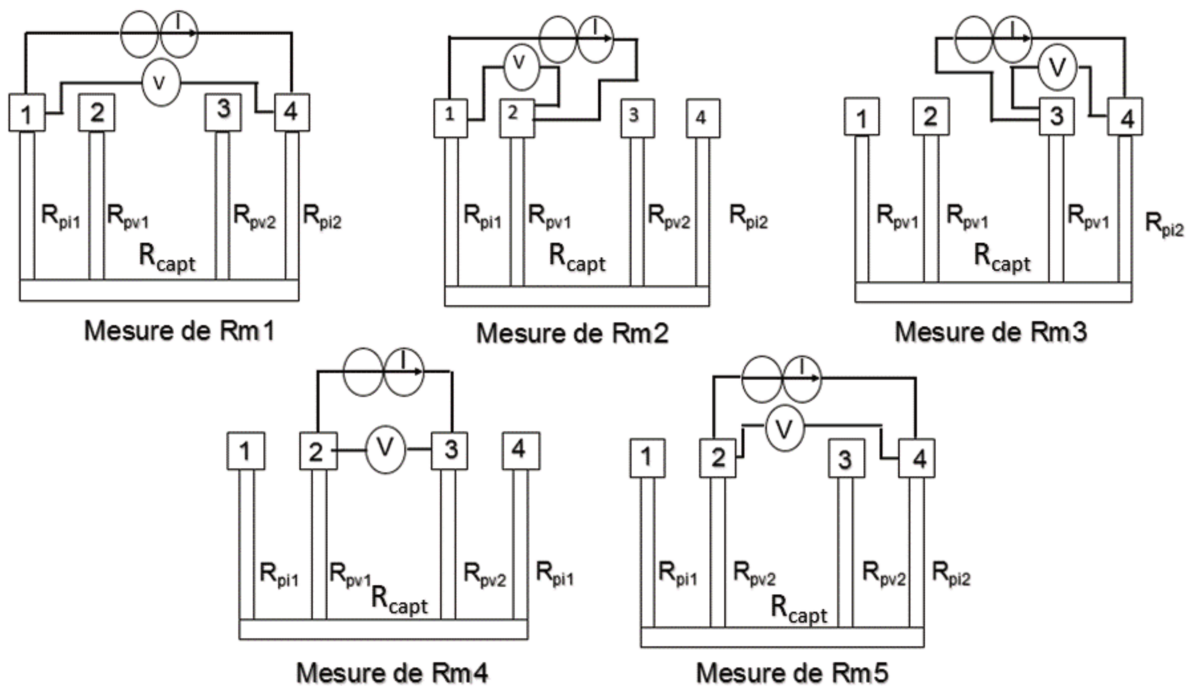 I
V
1 2 3 4
Rpi1 Rpv1 Rpv2 Rpi2
Rcapt
Mesure de Rm1
I
V
1 2 3 4
Rpi1 Rpv1 Rpv2 Rpi2
Rcapt
Mesure de Rm2
I
V
1 2 3 4
Rpv1 Rpv1 Rpv1 Rpi2
Rcapt
Mesure de Rm3
I
V
1 2 3 4
Rpi1 Rpv1 Rpv2 Rpi1
Rcapt
Mesure de Rm4
I
V
1 2 3 4
Rpi1 Rpv2 Rpv2 Rpi2
Rcapt
Mesure de Rm5